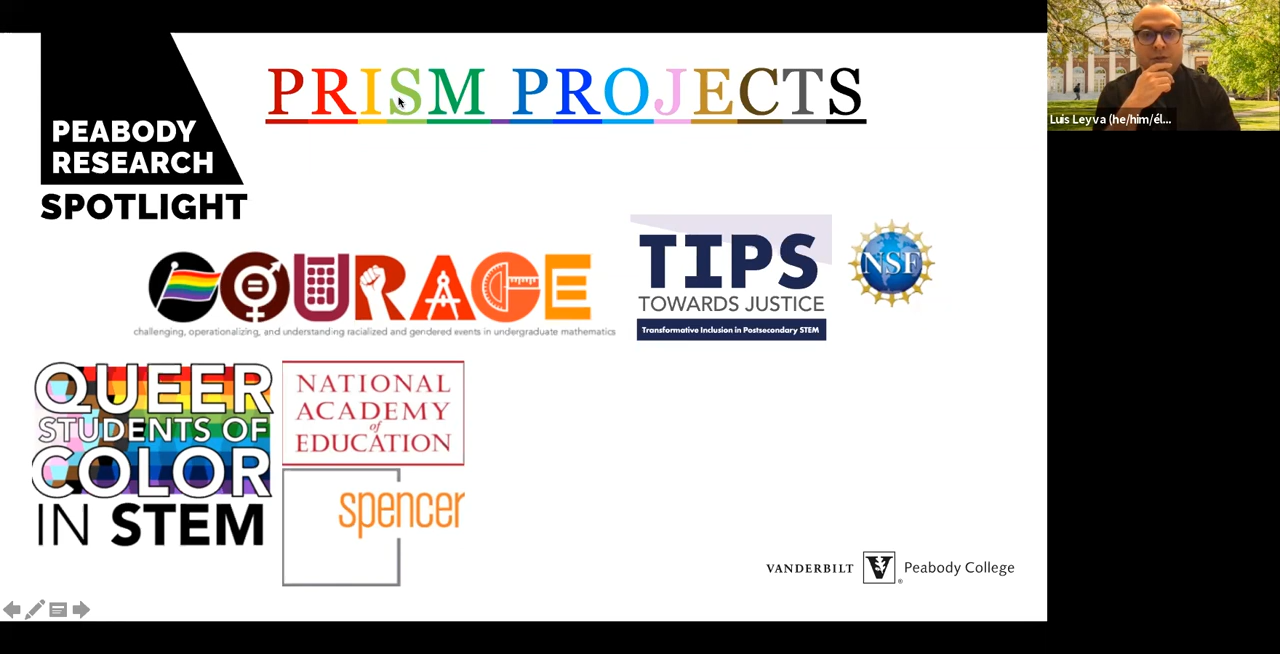 PRISM PROJECTS
PEABODY
RESEARCH
SPOTLIGHT
Luis Leyva (he/him/él...
COURAGE
challenging, operationalizing, and understanding racialized and gendered events in undergraduate mathematics
TIPS
TOWARDS JUSTICE
Transformative Inclusion in Postsecondary STEM
NSF
QUEER
STUDENTS OF
COLOR
IN STEM
NATIONAL
ACADEMY
of
EDUCATION
spencer
VANDERBILT V® Peabody College